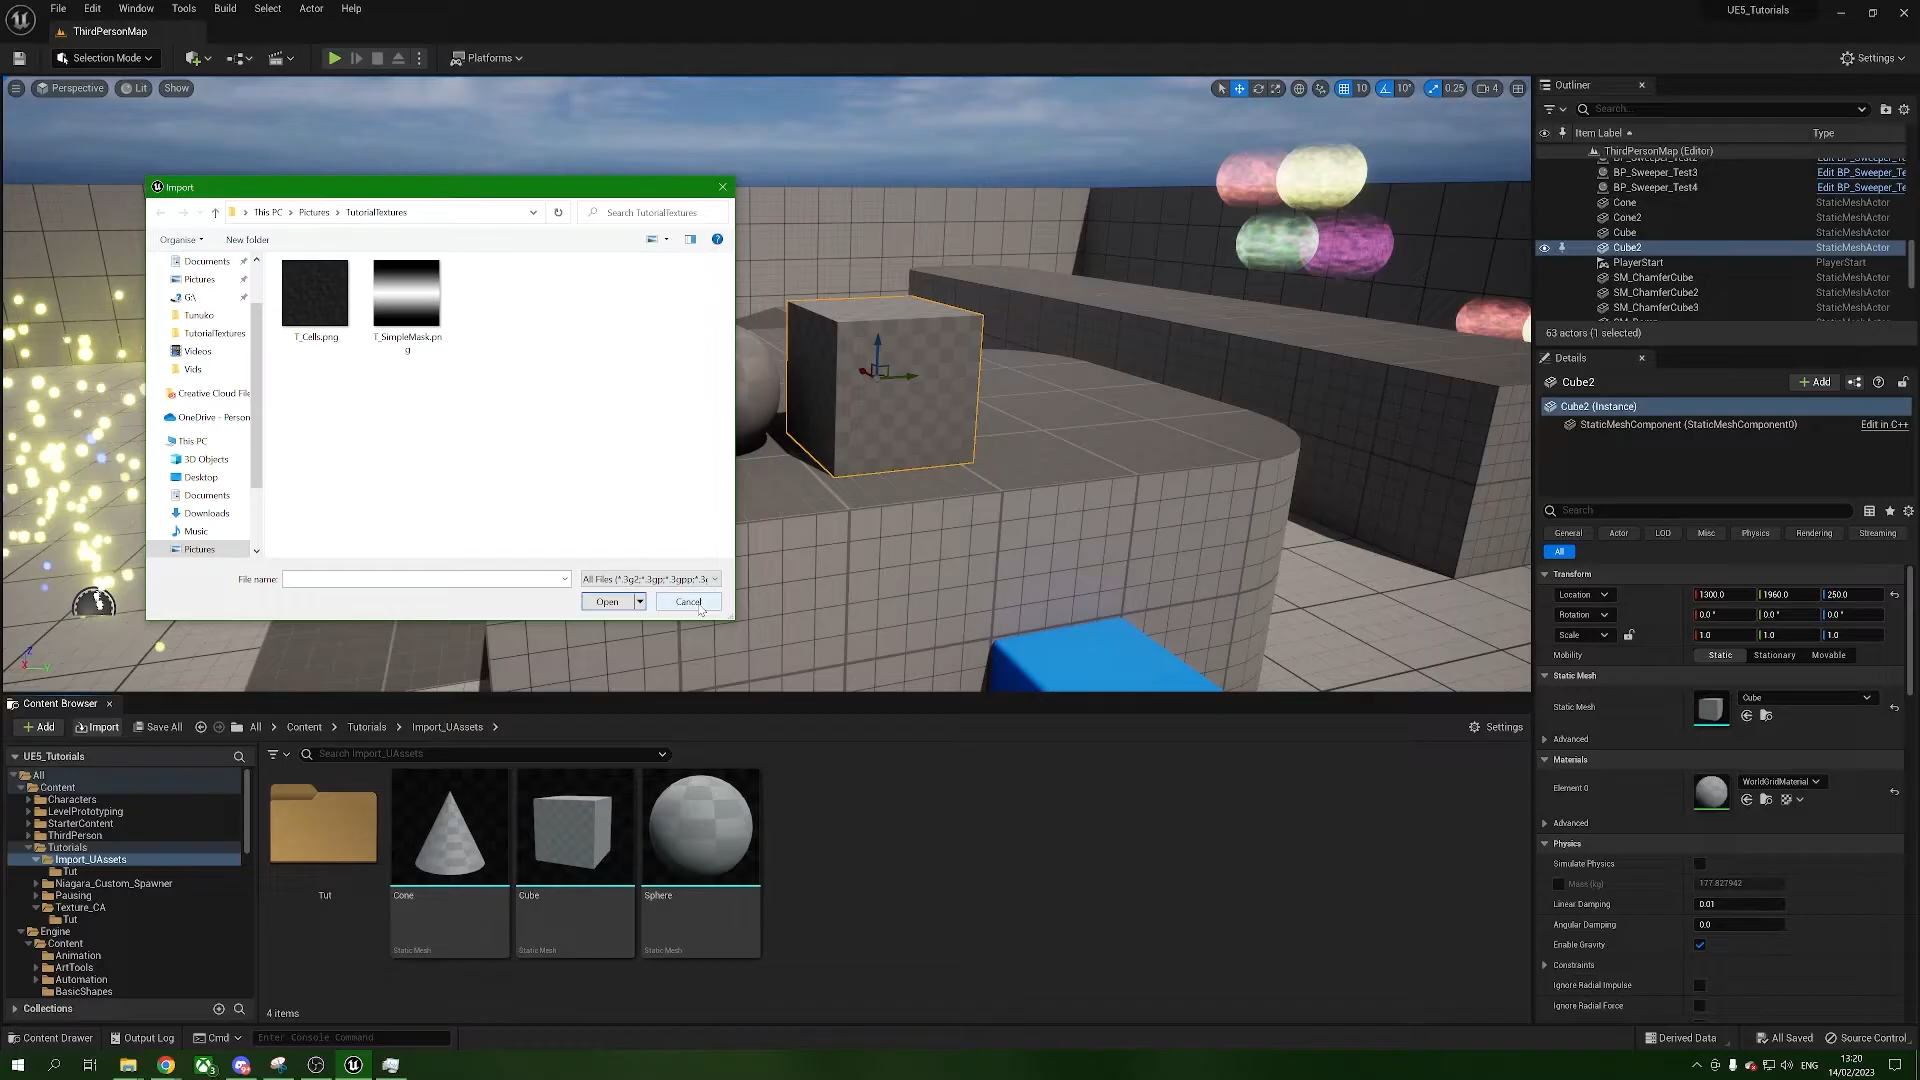 File Edit Window Tools Build Select Actor Help
UE5_Tutorials
ThirdPersonMap
Selection Mode
Platforms
Settings
Perspective
Lit
Show
10
10°
0.25
4
Import
This PC
Pictures
TutorialTextures
Search TutorialTextures
Organise
New folder
Documents
Pictures
G:\
Tunuko
TutorialTextures
Videos
Vids
Creative Cloud File
OneDrive - Person
This PC
3D Objects
Desktop
Documents
Downloads
Music
Pictures
T_Cells.png
T_SimpleMask.pn
g
File name:
All Files (*.3g2;*.3gp;*.3gpp;*.3g
Open
Cancel
Outliner
Search...
Item Label
Type
ThirdPersonMap (Editor)
BP_Sweeper_Test2 Edit BP_Sweeper_Te
BP_Sweeper_Test3 Edit BP_Sweeper_Te
BP_Sweeper_Test4 Edit BP_Sweeper_Te
Cone StaticMeshActor
Cone2 StaticMeshActor
Cube StaticMeshActor
Cube2 StaticMeshActor
PlayerStart PlayerStart
SM_ChamferCube StaticMeshActor
SM_ChamferCube2 StaticMeshActor
SM_ChamferCube3 StaticMeshActor
63 actors (1 selected)
Details
Cube2
Add
Cube2 (Instance)
StaticMeshComponent (StaticMeshComponent0)
Edit in C++
Search
General Actor LOD Misc Physics Rendering Streaming
All
Transform
Location 1300.0 1960.0 250.0
Rotation 0.0° 0.0° 0.0°
Scale 1.0 1.0 1.0
Mobility Static Stationary Movable
Static Mesh
Static Mesh Cube
Advanced
Materials
Element 0 WorldGridMaterial
Advanced
Physics
Simulate Physics
Mass (kg) 177.827942
Linear Damping 0.01
Angular Damping 0.0
Enable Gravity
Constraints
Ignore Radial Impulse
Ignore Radial Force
Content Browser
Add
Import
Save All
All
Content
Tutorials
Import_UAssets
Settings
UE5_Tutorials
Search Import_UAssets
All
Content
Characters
LevelPrototyping
StarterContent
ThirdPerson
Tutorials
Import_UAssets
Tut
Niagara_Custom_Spawner
Pausing
Texture_CA
Tut
Engine
Content
Animation
ArtTools
Automation
BasicShapes
Collections
Tut
Cone
Static Mesh
Cube
Static Mesh
Sphere
Static Mesh
4 items
Content Drawer
Output Log
Cmd
Enter Console Command
Derived Data
All Saved
Source Control
ENG
13:20
14/02/2023